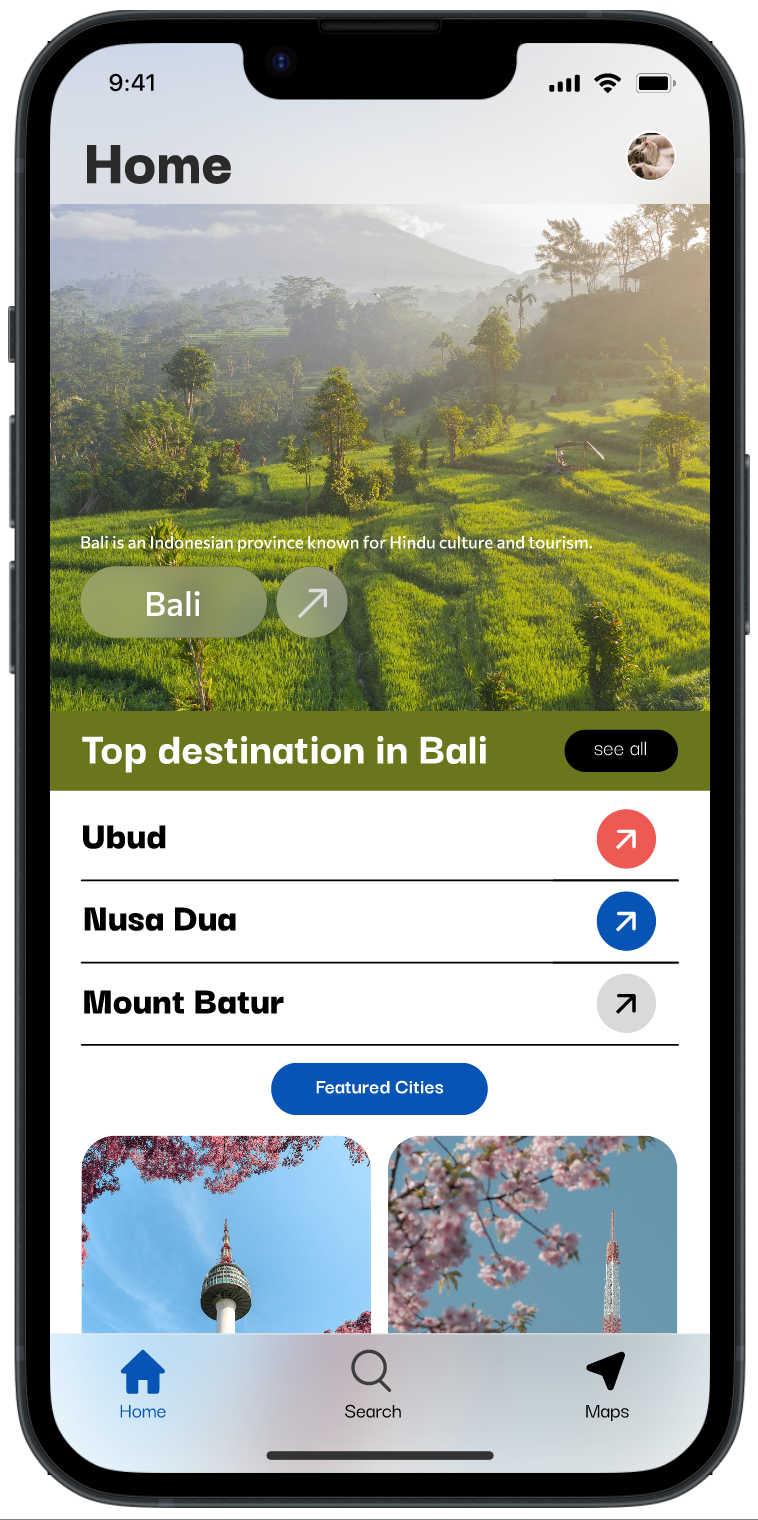 9:41
Home
Bali is an Indonesian province known for Hindu culture and tourism.
Bali
Top destination in Bali
see all
Ubud
Nusa Dua
Mount Batur
Featured Cities
Home
Search
Maps